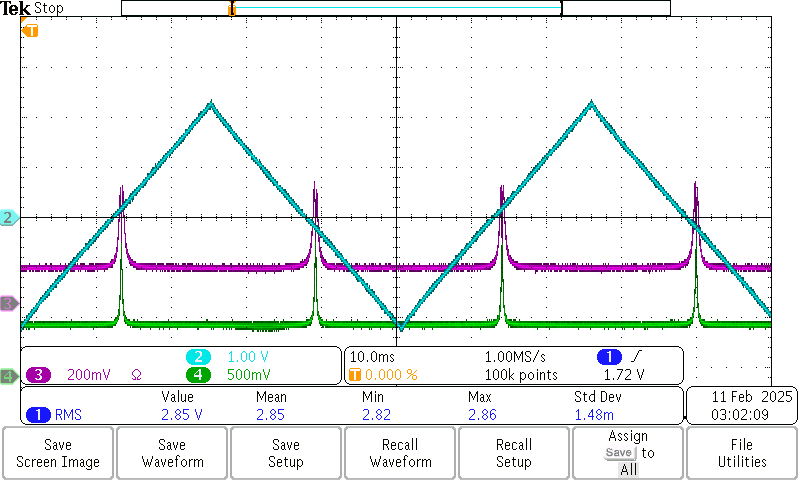 Tek Stop
T
T
2
3
4
2 1.00 V
3 200mV Ω 4 500mV
10.0ms 1.00MS/s 1 ⌡
T 0.000 % 100k points 1.72 V
Value Mean Min Max Std Dev
1 RMS 2.85 V 2.85 2.82 2.86 1.48m
11 Feb 2025
03:02:09
Save
Screen Image
Save
Waveform
Save
Setup
Recall
Waveform
Recall
Setup
Assign
Save to
All
File
Utilities